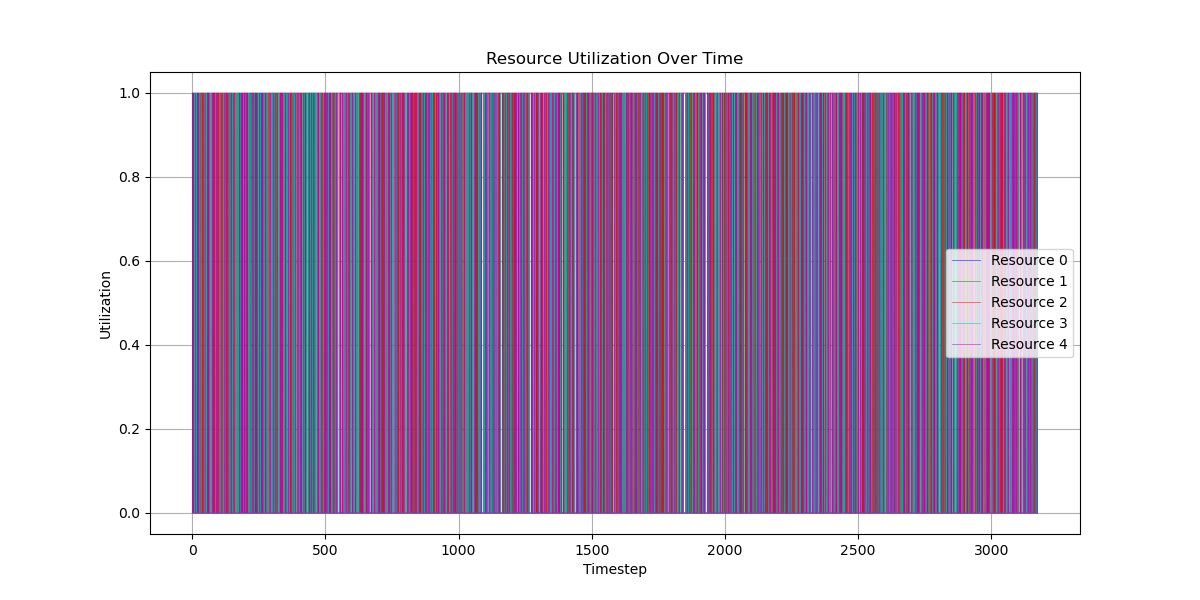 Resource Utilization Over Time
Utilization
1.0
0.8
0.6
0.4
0.2
0.0
Resource 0
Resource 1
Resource 2
Resource 3
Resource 4
0 500 1000 1500 2000 2500 3000
Timestep